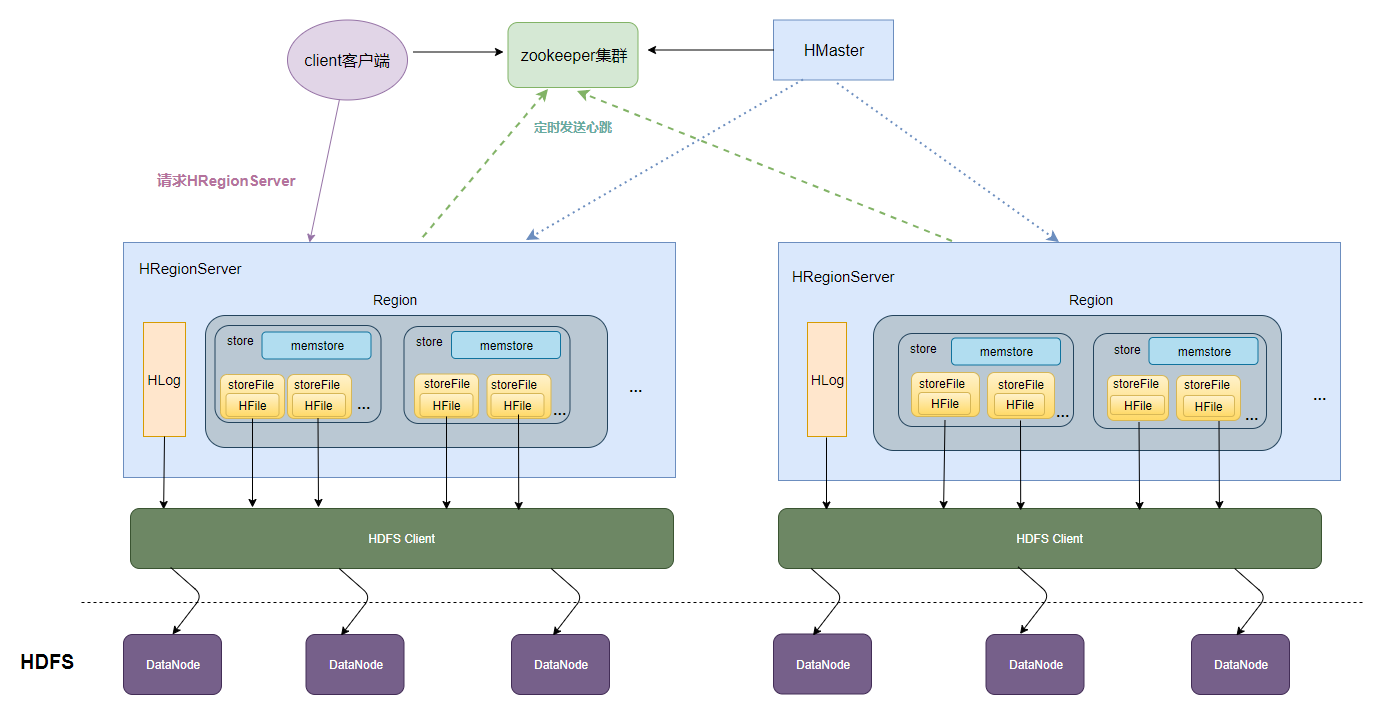 client客户端
zookeeper集群
HMaster
定时发送心跳
请求HRegionServer
HRegionServer
Region
HLog
store
memstore
storeFile
HFile
storeFile
HFile
...
store
memstore
storeFile
HFile
storeFile
HFile
...
...
HRegionServer
Region
HLog
store
memstore
storeFile
HFile
storeFile
HFile
...
store
memstore
storeFile
HFile
storeFile
HFile
...
...
HDFS Client
HDFS Client
HDFS
DataNode
DataNode
DataNode
DataNode
DataNode
DataNode